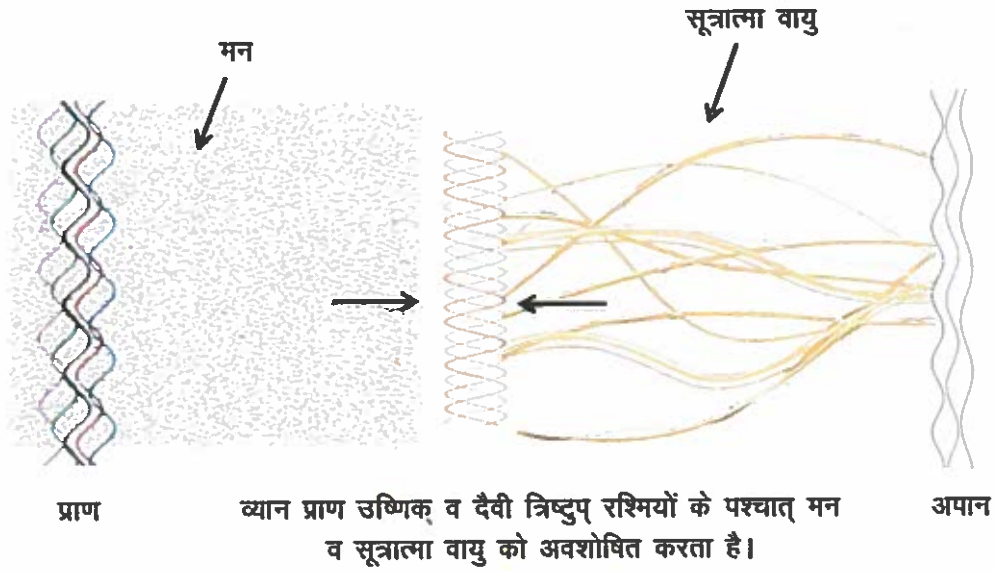 सूत्रात्मा वायु
मन
प्राण
व्यान प्राण उष्णिक् व दैवी त्रिष्टुप् रश्मियों के पश्चात् मन
व सूत्रात्मा वायु को अवशोषित करता है।
अपान